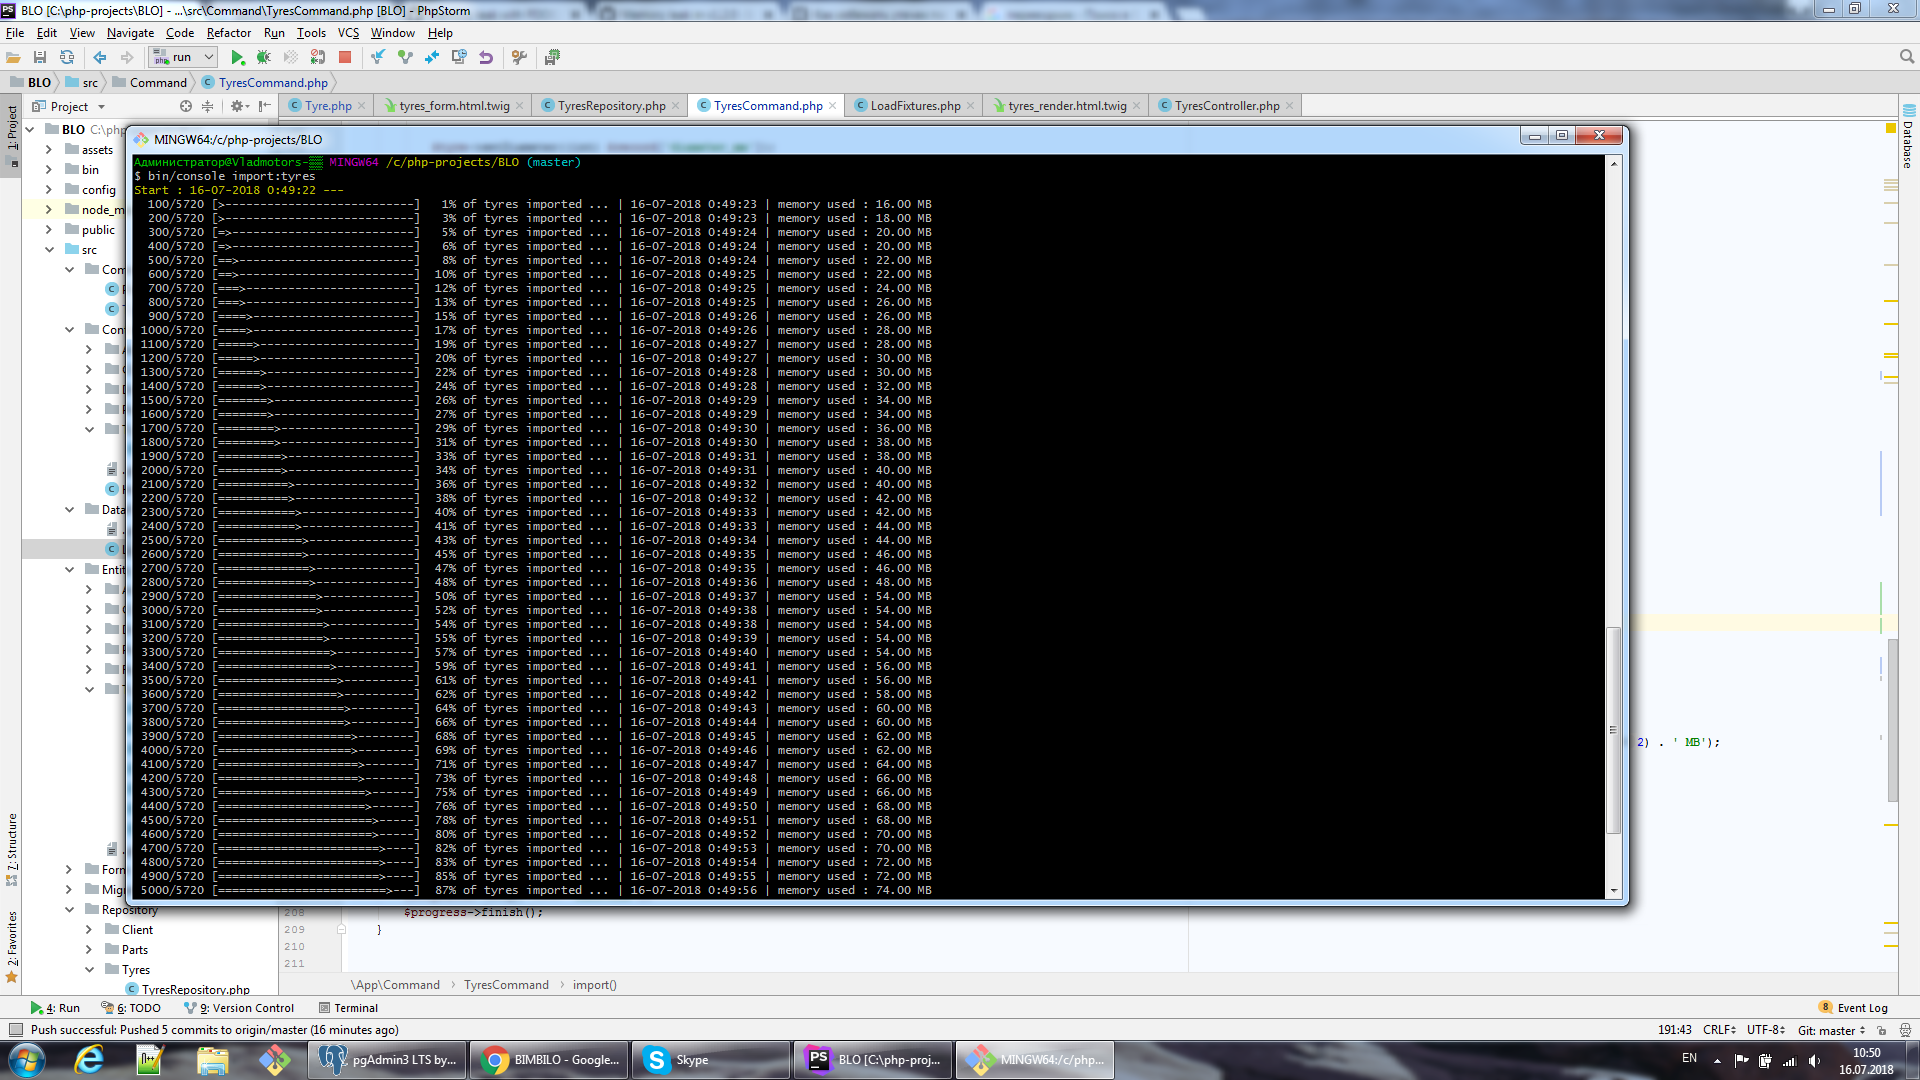 BLO [C:\php-projects\BLO] - ...\src\Command\TyresCommand.php [BLO] - PhpStorm
File Edit View Navigate Code Refactor Run Tools VCS Window Help
run
BLO src Command TyresCommand.php
Project
Tyre.php tyres_form.html.twig TyresRepository.php TyresCommand.php LoadFixtures.php tyres_render.html.twig TyresController.php
1: Project
Database
BLO C:\php
assets
bin
config
node_m
public
src
Com
Cont
Data
Entit
Form
Migr
Repository
Client
Parts
Tyres
TyresRepository.php
7: Structure
2: Favorites
MINGW64:/c/php-projects/BLO
Администратор@Vladmotors- MINGW64 /c/php-projects/BLO (master)
$ bin/console import:tyres
Start : 16-07-2018 0:49:22 ---
100/5720 [>---------------------------] 1% of tyres imported ... | 16-07-2018 0:49:23 | memory used : 16.00 MB
200/5720 [>---------------------------] 3% of tyres imported ... | 16-07-2018 0:49:23 | memory used : 18.00 MB
300/5720 [=>--------------------------] 5% of tyres imported ... | 16-07-2018 0:49:24 | memory used : 20.00 MB
400/5720 [=>--------------------------] 6% of tyres imported ... | 16-07-2018 0:49:24 | memory used : 20.00 MB
500/5720 [==>-------------------------] 8% of tyres imported ... | 16-07-2018 0:49:24 | memory used : 22.00 MB
600/5720 [==>-------------------------] 10% of tyres imported ... | 16-07-2018 0:49:25 | memory used : 22.00 MB
700/5720 [===>------------------------] 12% of tyres imported ... | 16-07-2018 0:49:25 | memory used : 24.00 MB
800/5720 [===>------------------------] 13% of tyres imported ... | 16-07-2018 0:49:25 | memory used : 26.00 MB
900/5720 [====>-----------------------] 15% of tyres imported ... | 16-07-2018 0:49:26 | memory used : 26.00 MB
1000/5720 [====>-----------------------] 17% of tyres imported ... | 16-07-2018 0:49:26 | memory used : 28.00 MB
1100/5720 [=====>----------------------] 19% of tyres imported ... | 16-07-2018 0:49:27 | memory used : 28.00 MB
1200/5720 [=====>----------------------] 20% of tyres imported ... | 16-07-2018 0:49:27 | memory used : 30.00 MB
1300/5720 [======>---------------------] 22% of tyres imported ... | 16-07-2018 0:49:28 | memory used : 30.00 MB
1400/5720 [======>---------------------] 24% of tyres imported ... | 16-07-2018 0:49:28 | memory used : 32.00 MB
1500/5720 [=======>--------------------] 26% of tyres imported ... | 16-07-2018 0:49:29 | memory used : 34.00 MB
1600/5720 [=======>--------------------] 27% of tyres imported ... | 16-07-2018 0:49:29 | memory used : 34.00 MB
1700/5720 [========>-------------------] 29% of tyres imported ... | 16-07-2018 0:49:30 | memory used : 36.00 MB
1800/5720 [========>-------------------] 31% of tyres imported ... | 16-07-2018 0:49:30 | memory used : 38.00 MB
1900/5720 [=========>------------------] 33% of tyres imported ... | 16-07-2018 0:49:31 | memory used : 38.00 MB
2000/5720 [=========>------------------] 34% of tyres imported ... | 16-07-2018 0:49:31 | memory used : 40.00 MB
2100/5720 [==========>-----------------] 36% of tyres imported ... | 16-07-2018 0:49:32 | memory used : 40.00 MB
2200/5720 [==========>-----------------] 38% of tyres imported ... | 16-07-2018 0:49:32 | memory used : 42.00 MB
2300/5720 [===========>----------------] 40% of tyres imported ... | 16-07-2018 0:49:33 | memory used : 42.00 MB
2400/5720 [===========>----------------] 41% of tyres imported ... | 16-07-2018 0:49:33 | memory used : 44.00 MB
2500/5720 [============>---------------] 43% of tyres imported ... | 16-07-2018 0:49:34 | memory used : 44.00 MB
2600/5720 [============>---------------] 45% of tyres imported ... | 16-07-2018 0:49:35 | memory used : 46.00 MB
2700/5720 [=============>--------------] 47% of tyres imported ... | 16-07-2018 0:49:35 | memory used : 46.00 MB
2800/5720 [=============>--------------] 48% of tyres imported ... | 16-07-2018 0:49:36 | memory used : 48.00 MB
2900/5720 [==============>-------------] 50% of tyres imported ... | 16-07-2018 0:49:37 | memory used : 54.00 MB
3000/5720 [==============>-------------] 52% of tyres imported ... | 16-07-2018 0:49:38 | memory used : 54.00 MB
3100/5720 [===============>------------] 54% of tyres imported ... | 16-07-2018 0:49:38 | memory used : 54.00 MB
3200/5720 [===============>------------] 55% of tyres imported ... | 16-07-2018 0:49:39 | memory used : 54.00 MB
3300/5720 [================>-----------] 57% of tyres imported ... | 16-07-2018 0:49:40 | memory used : 54.00 MB
3400/5720 [================>-----------] 59% of tyres imported ... | 16-07-2018 0:49:41 | memory used : 56.00 MB
3500/5720 [=================>----------] 61% of tyres imported ... | 16-07-2018 0:49:41 | memory used : 56.00 MB
3600/5720 [=================>----------] 62% of tyres imported ... | 16-07-2018 0:49:42 | memory used : 58.00 MB
3700/5720 [==================>---------] 64% of tyres imported ... | 16-07-2018 0:49:43 | memory used : 60.00 MB
3800/5720 [==================>---------] 66% of tyres imported ... | 16-07-2018 0:49:44 | memory used : 60.00 MB
3900/5720 [===================>--------] 68% of tyres imported ... | 16-07-2018 0:49:45 | memory used : 62.00 MB
4000/5720 [===================>--------] 69% of tyres imported ... | 16-07-2018 0:49:46 | memory used : 62.00 MB
4100/5720 [====================>-------] 71% of tyres imported ... | 16-07-2018 0:49:47 | memory used : 64.00 MB
4200/5720 [====================>-------] 73% of tyres imported ... | 16-07-2018 0:49:48 | memory used : 66.00 MB
4300/5720 [=====================>------] 75% of tyres imported ... | 16-07-2018 0:49:49 | memory used : 66.00 MB
4400/5720 [=====================>------] 76% of tyres imported ... | 16-07-2018 0:49:50 | memory used : 68.00 MB
4500/5720 [======================>-----] 78% of tyres imported ... | 16-07-2018 0:49:51 | memory used : 68.00 MB
4600/5720 [======================>-----] 80% of tyres imported ... | 16-07-2018 0:49:52 | memory used : 70.00 MB
4700/5720 [=======================>----] 82% of tyres imported ... | 16-07-2018 0:49:53 | memory used : 70.00 MB
4800/5720 [=======================>----] 83% of tyres imported ... | 16-07-2018 0:49:54 | memory used : 72.00 MB
4900/5720 [=======================>----] 85% of tyres imported ... | 16-07-2018 0:49:55 | memory used : 72.00 MB
5000/5720 [========================>---] 87% of tyres imported ... | 16-07-2018 0:49:56 | memory used : 74.00 MB
2) . ' MB');
208 $progress->finish();
209 }
210
211
\App\Command TyresCommand import()
4: Run 6: TODO 9: Version Control Terminal 8 Event Log
Push successful: Pushed 5 commits to origin/master (16 minutes ago) 191:43 CRLF UTF-8 Git: master
pgAdmin3 LTS by... BIMBILO - Google... Skype BLO [C:\php-proj... MINGW64:/c/php... EN 10:50
16.07.2018